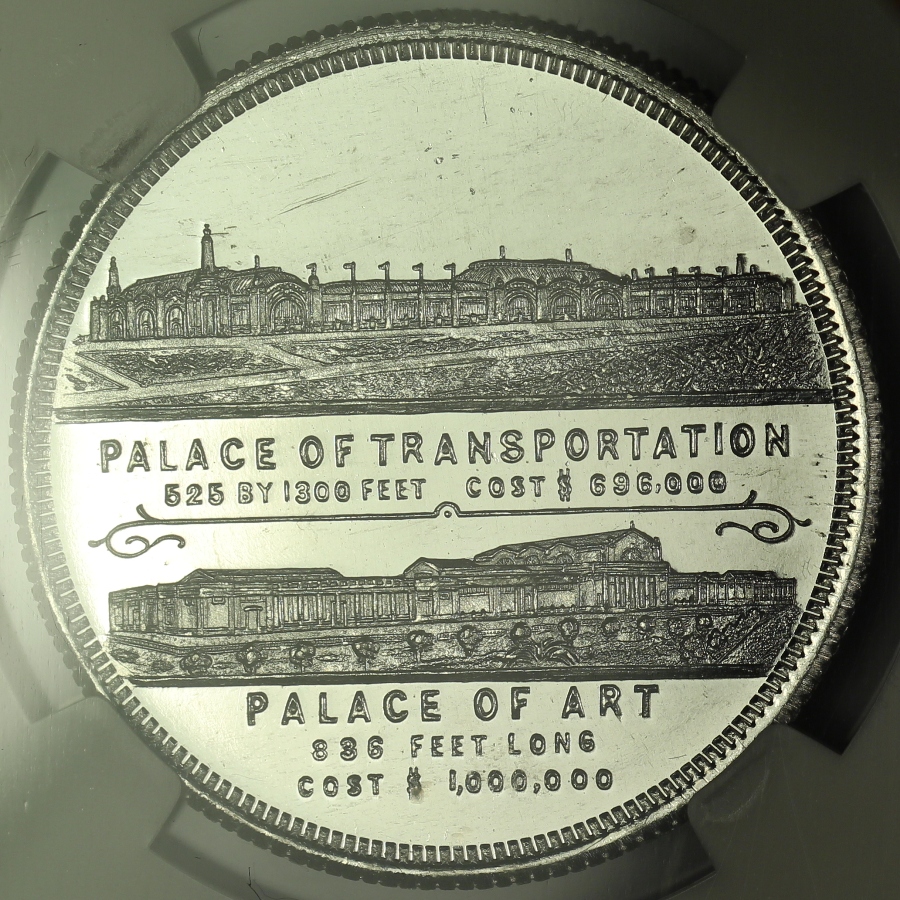 PALACE OF TRANSPORTATION
525 BY 1300 FEET COST $ 696,000
PALACE OF ART
836 FEET LONG
COST $ 1,000,000